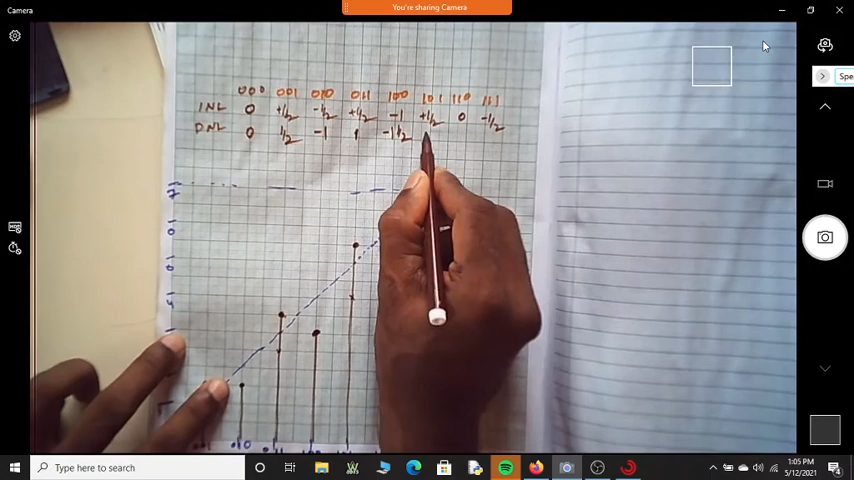 Camera
You're sharing Camera
000 001 010 011 100 101 110 111
INL 0 +1/2 -1/2 +1/2 -1 +1/2 0 -1/2
DNL 0 1/2 -1 1 -1 1/2
Spe
Type here to search
1:05 PM
5/12/2021